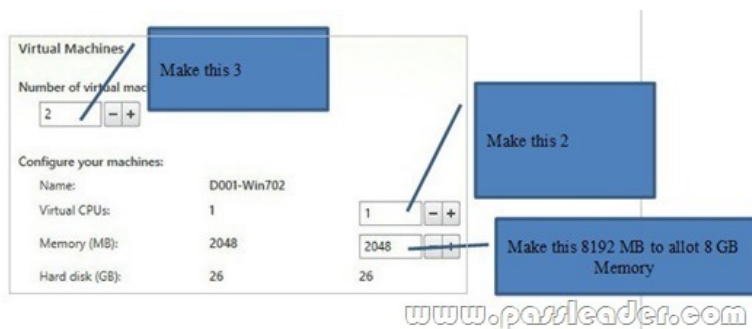 Virtual Machines
Make this 3
Number of virtual mac
2
- +
Make this 2
Configure your machines:
Name: D001-Win702
Virtual CPUs: 1 1 - +
Memory (MB): 2048 2048 - +
Make this 8192 MB to allot 8 GB
Memory
Hard disk (GB): 26 26
www.passleader.com